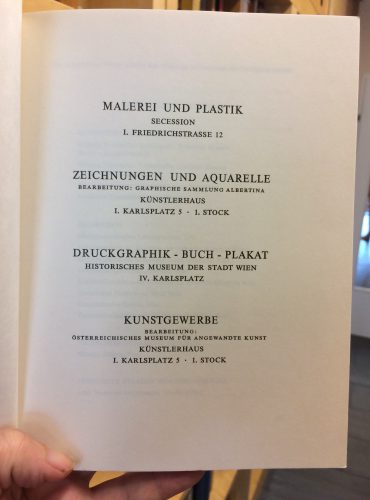 MALEREI UND PLASTIK
SECESSION
I. FRIEDRICHSTRASSE 12
ZEICHNUNGEN UND AQUARELLE
BEARBEITUNG: GRAPHISCHE SAMMLUNG ALBERTINA
KÜNSTLERHAUS
I. KARLSPLATZ 5 · 1. STOCK
DRUCKGRAPHIK - BUCH - PLAKAT
HISTORISCHES MUSEUM DER STADT WIEN
IV. KARLSPLATZ
KUNSTGEWERBE
BEARBEITUNG:
ÖSTERREICHISCHES MUSEUM FÜR ANGEWANDTE KUNST
KÜNSTLERHAUS
I. KARLSPLATZ 5 · 1. STOCK